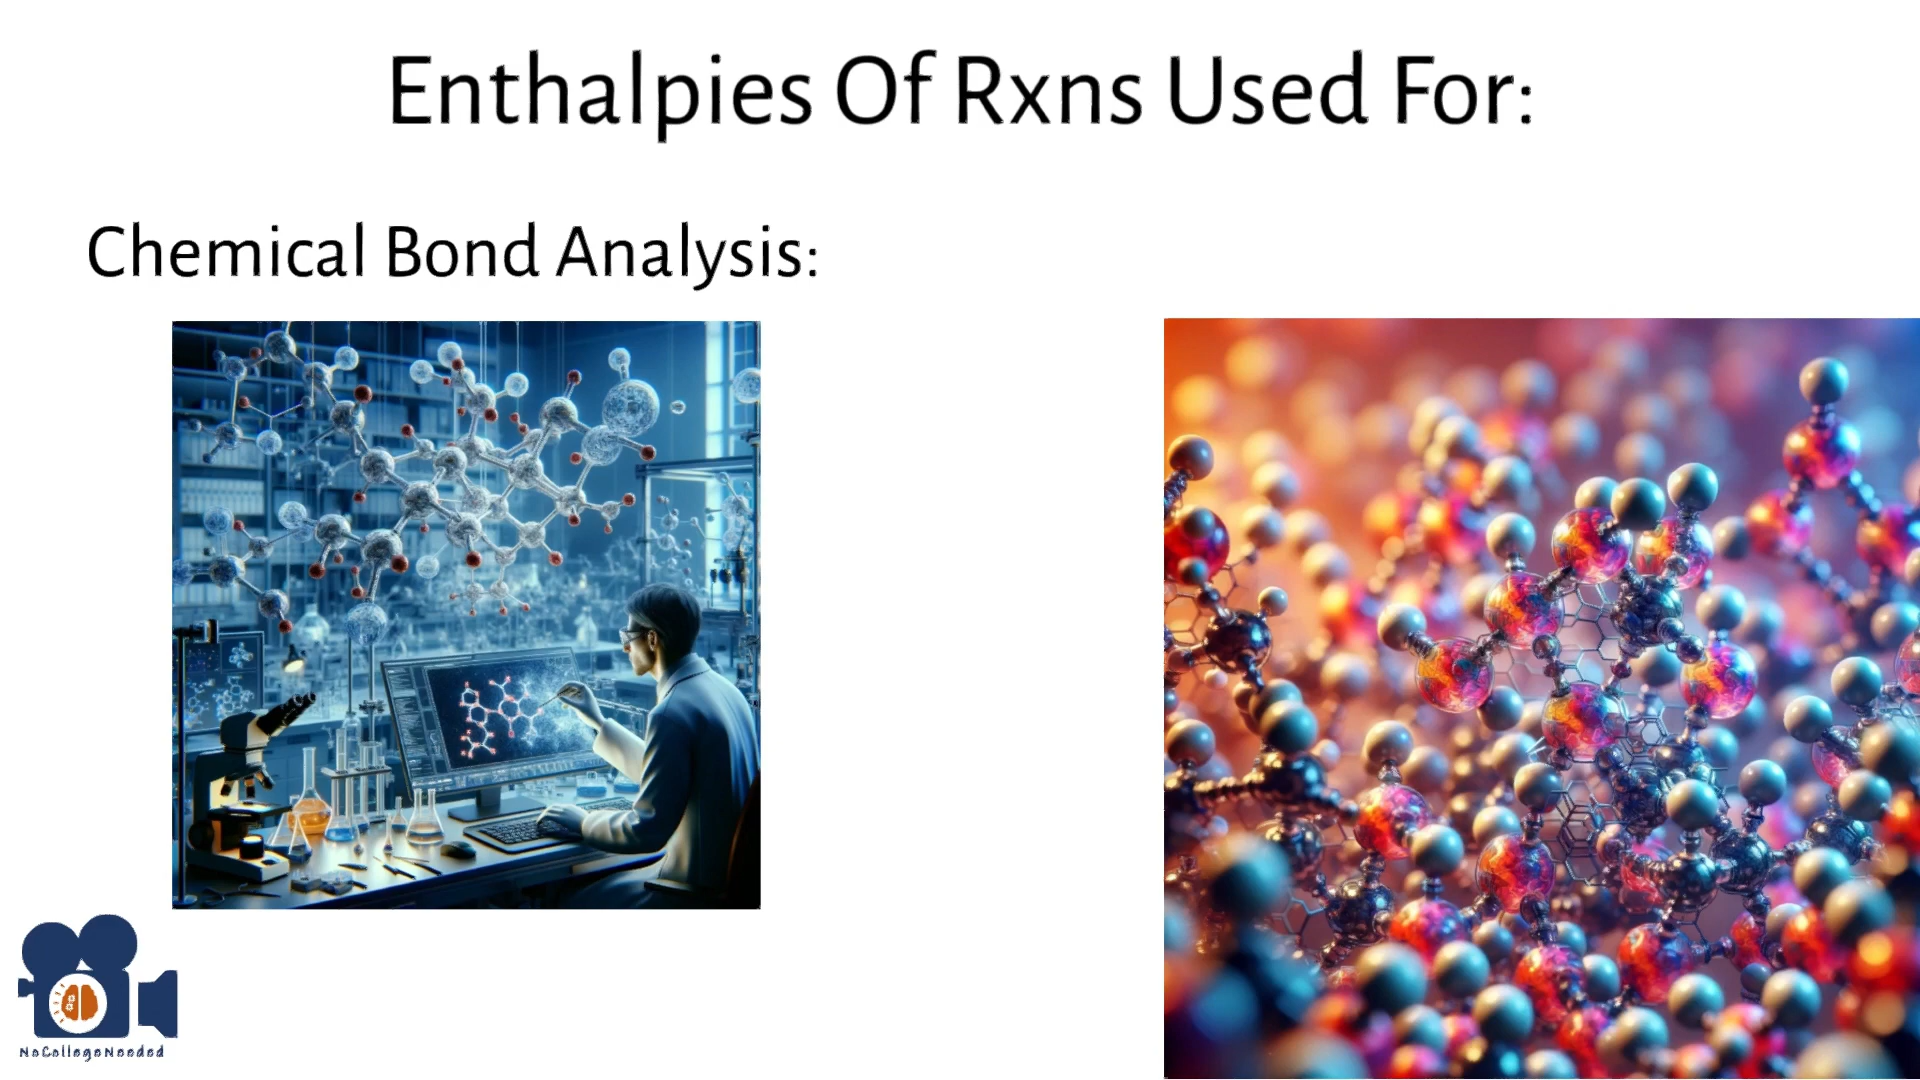 Enthalpies Of Rxns Used For:
Chemical Bond Analysis:
NoCollegeNeeded